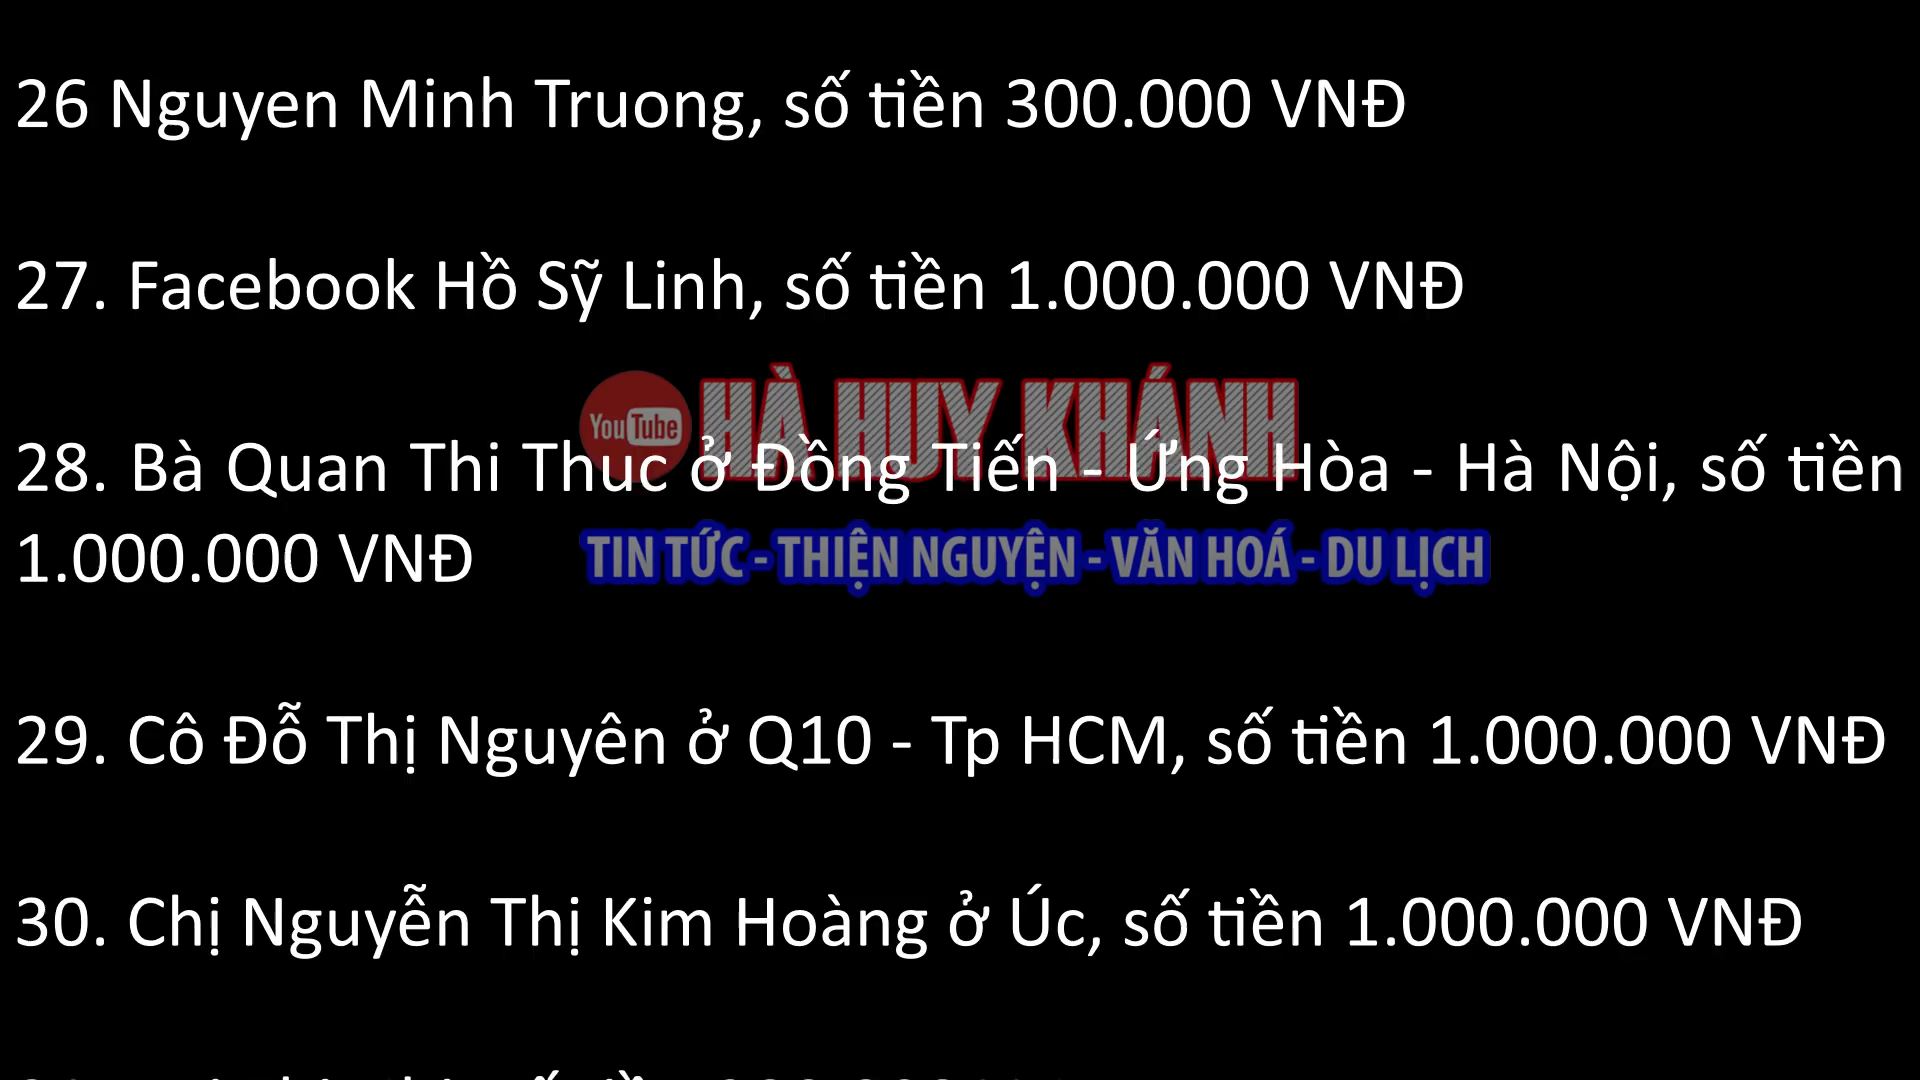 26 Nguyen Minh Truong, số tiền 300.000 VNĐ
27. Facebook Hồ Sỹ Linh, số tiền 1.000.000 VNĐ
YouTube HÀ HUY KHÁNH
28. Bà Quan Thi Thuc ở Đồng Tiến - Ứng Hòa - Hà Nội, số tiền
1.000.000 VNĐ
TIN TỨC - THIỆN NGUYỆN - VĂN HOÁ - DU LỊCH
29. Cô Đỗ Thị Nguyên ở Q10 - Tp HCM, số tiền 1.000.000 VNĐ
30. Chị Nguyễn Thị Kim Hoàng ở Úc, số tiền 1.000.000 VNĐ